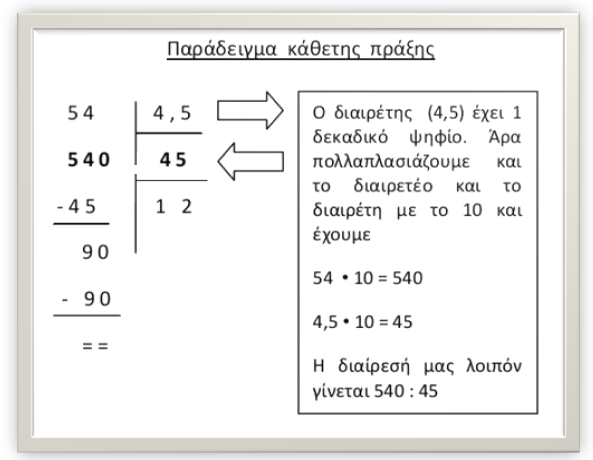 Παράδειγμα κάθετης πράξης
54 4,5
540 45
-45 1 2
90
- 90
==
Ο διαιρέτης (4,5) έχει 1
δεκαδικό ψηφίο. Άρα
πολλαπλασιάζουμε και
το διαιρετέο και το
διαιρέτη με το 10 και
έχουμε
54 • 10 = 540
4,5 • 10 = 45
Η διαίρεσή μας λοιπόν
γίνεται 540 : 45